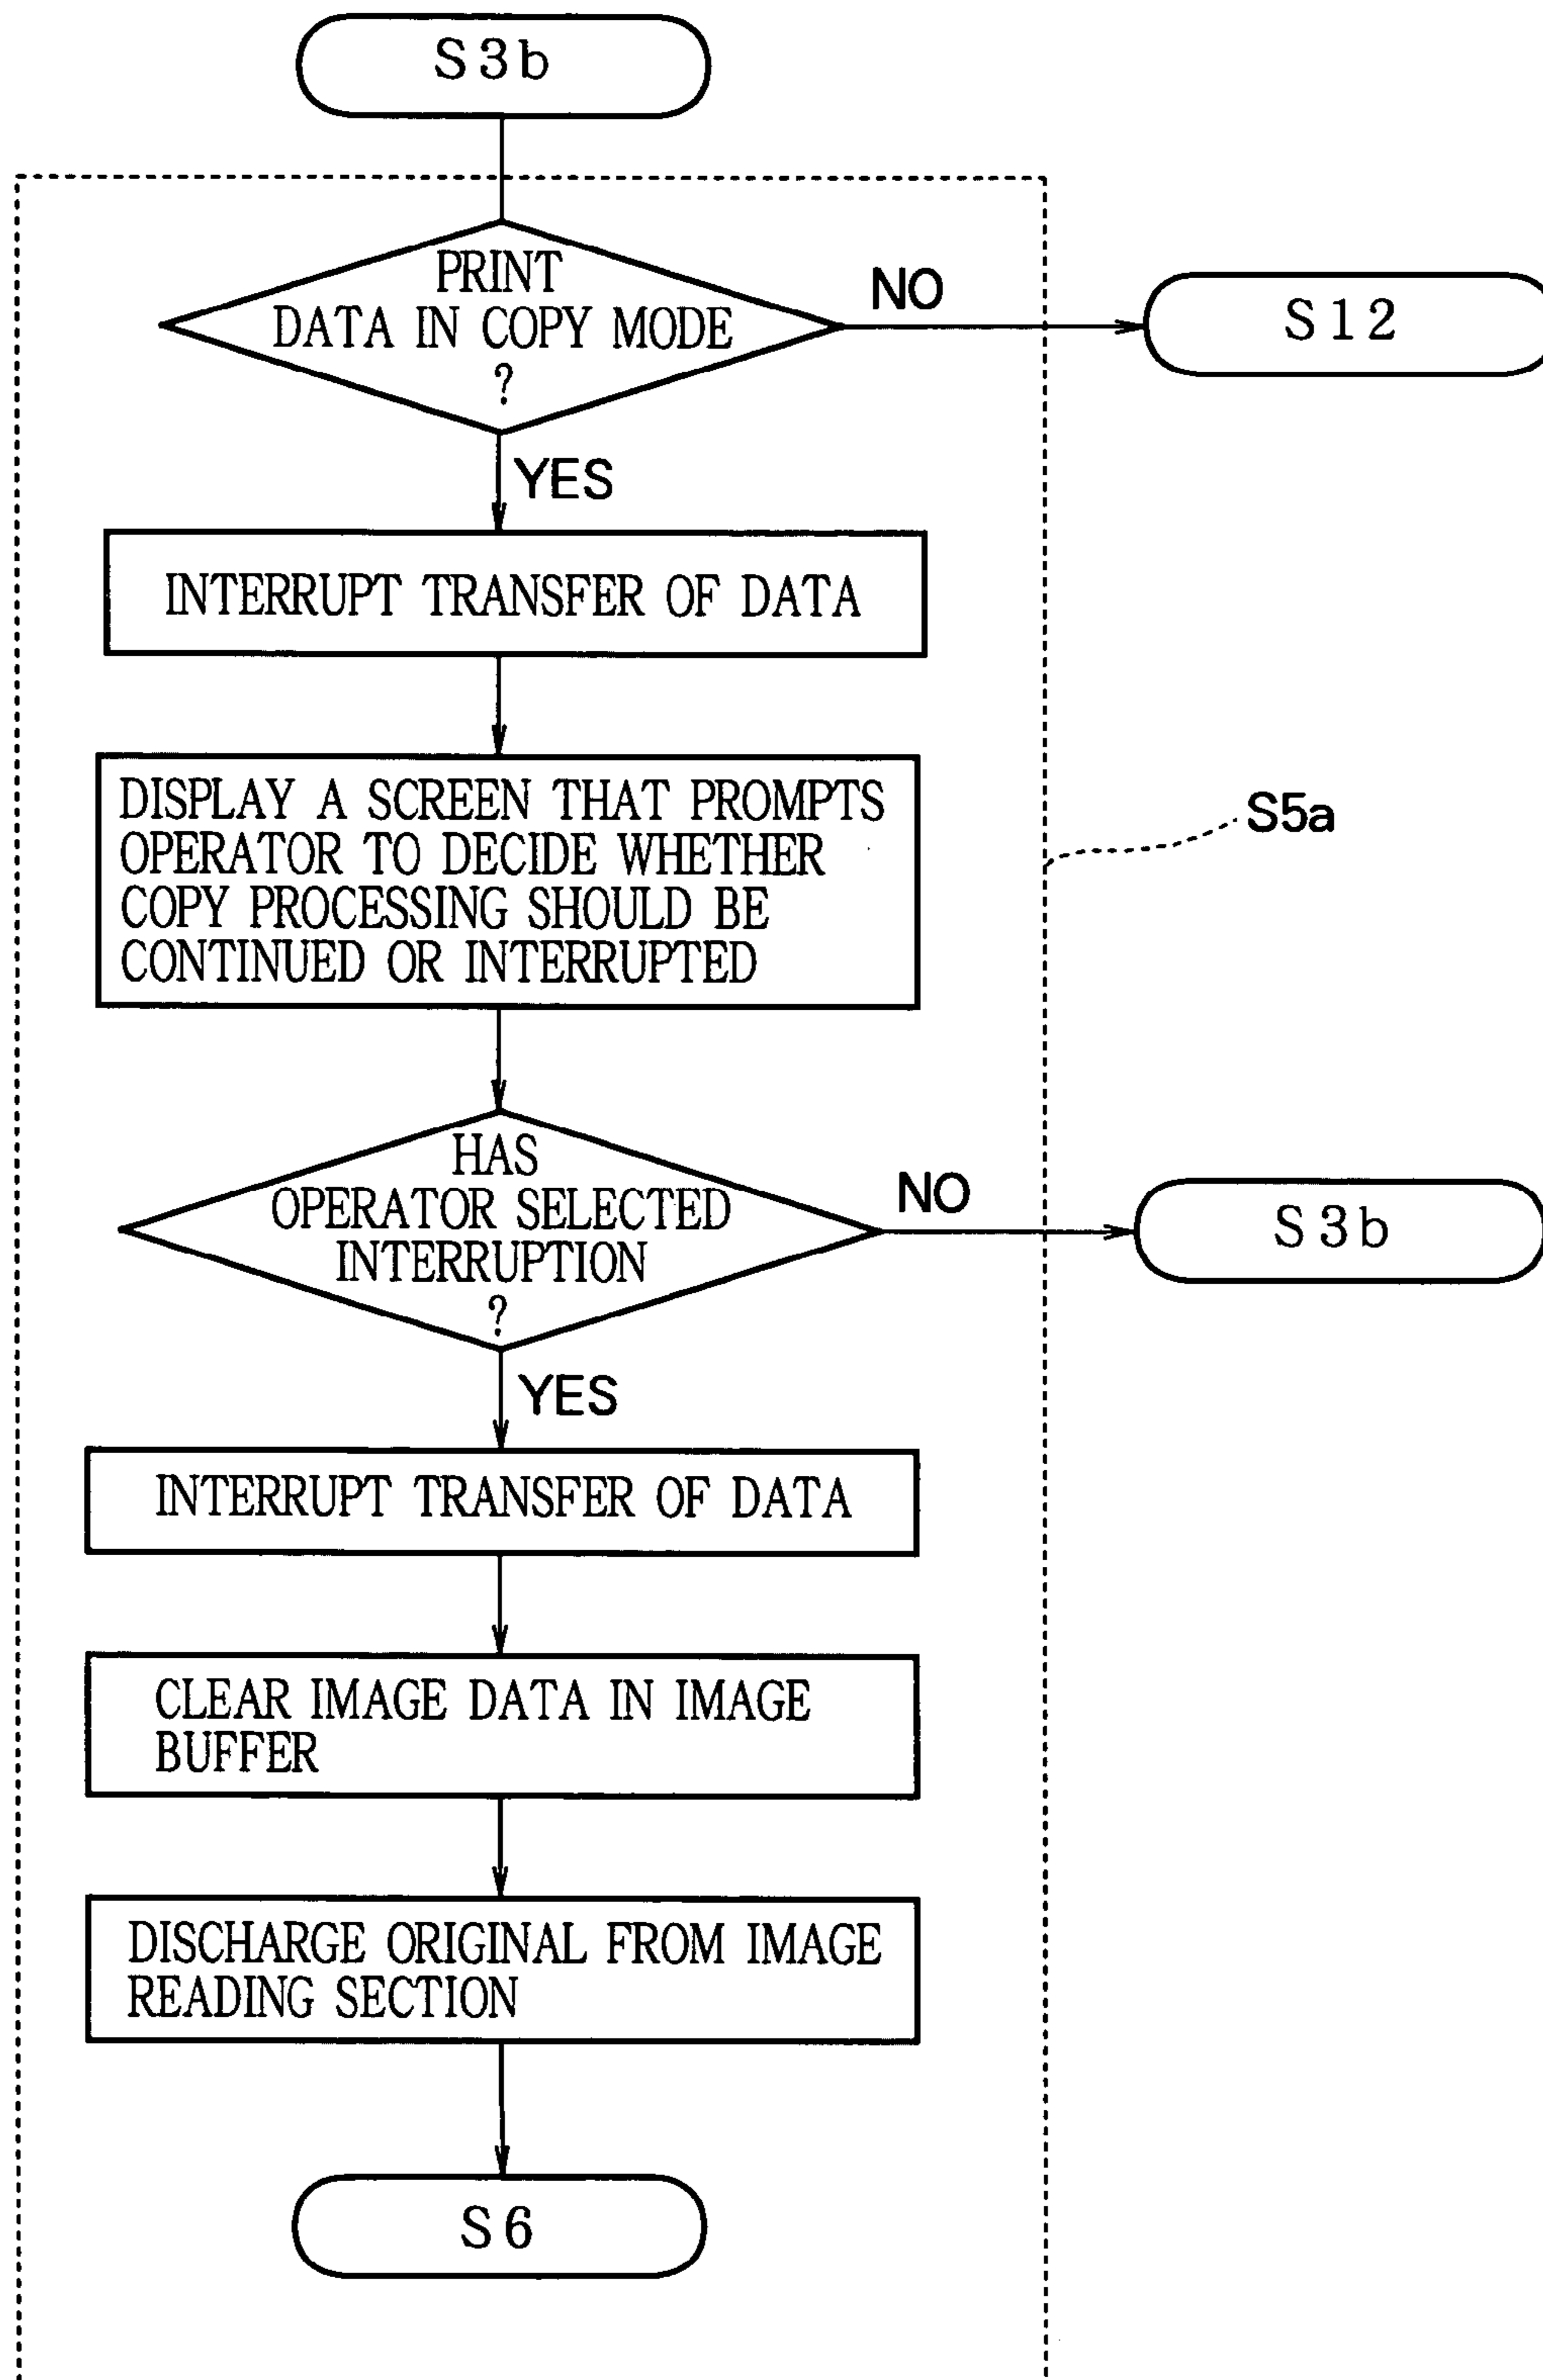 S3b
PRINT
DATA IN COPY MODE
?
NO
S12
YES
INTERRUPT TRANSFER OF DATA
DISPLAY A SCREEN THAT PROMPTS
OPERATOR TO DECIDE WHETHER
COPY PROCESSING SHOULD BE
CONTINUED OR INTERRUPTED
S5a
HAS
OPERATOR SELECTED
INTERRUPTION
?
NO
S3b
YES
INTERRUPT TRANSFER OF DATA
CLEAR IMAGE DATA IN IMAGE
BUFFER
DISCHARGE ORIGINAL FROM IMAGE
READING SECTION
S6